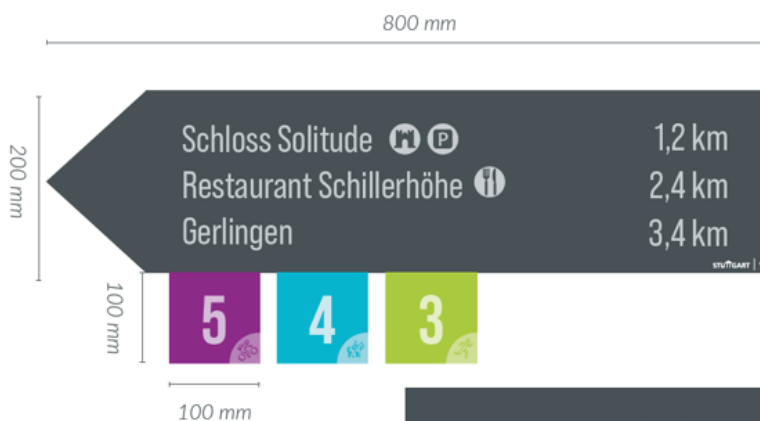 800 mm
200 mm
Schloss Solitude P 1,2 km
Restaurant Schillerhöhe 2,4 km
Gerlingen 3,4 km
STUTTGART
100 mm
5 4 3
100 mm